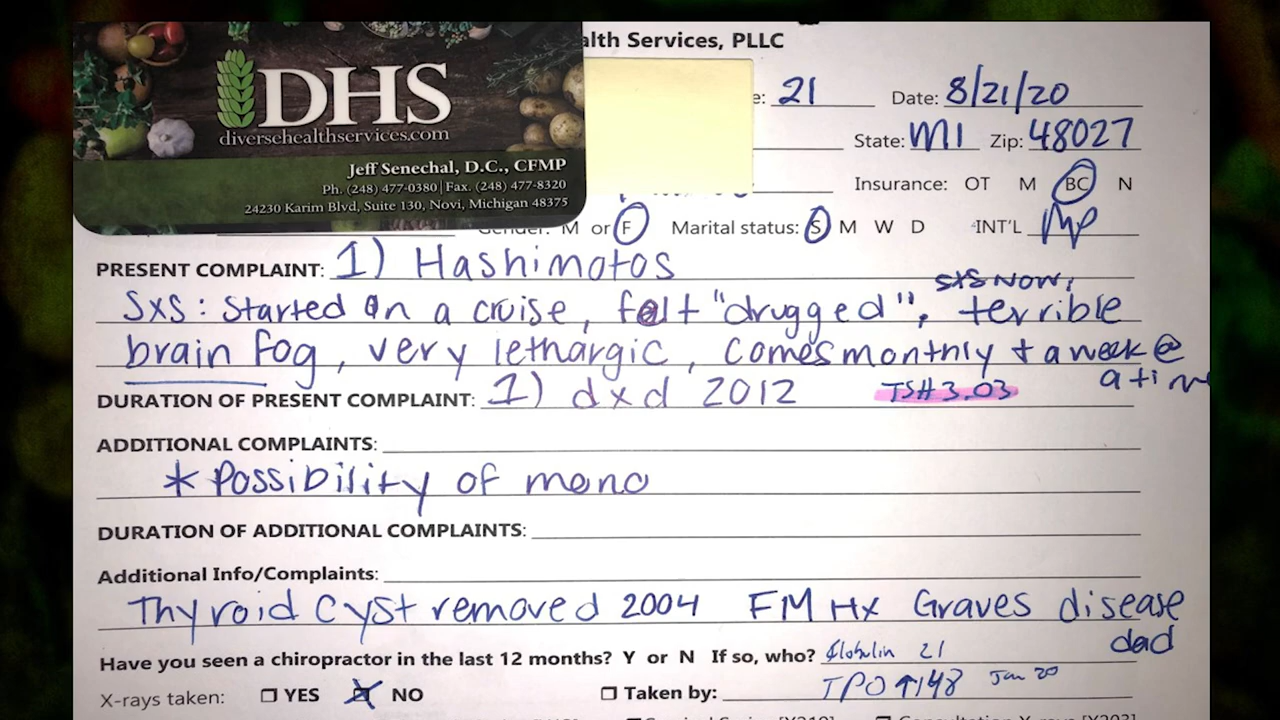 DHS
diversehealthservices.com
Jeff Senechal, D.C., CFMP
Ph. (248) 477-0380 | Fax. (248) 477-8320
24230 Karim Blvd, Suite 130, Novi, Michigan 48375
alth Services, PLLC
e: 21 Date: 8/21/20
State: MI Zip: 48027
Insurance: OT M BC N
Gender: M or F Marital status: S M W D INT'L
PRESENT COMPLAINT: 1) Hashimotos
SXS NOW:
SxS: Started on a cruise, felt "drugged", terrible
brain fog, very lethargic, comes monthly + a week @
a tim
DURATION OF PRESENT COMPLAINT: 1) dxd 2012 TSH 3.03
ADDITIONAL COMPLAINTS:
* Possibility of mono
DURATION OF ADDITIONAL COMPLAINTS:
Additional Info/Complaints:
Thyroid Cyst removed 2004 FM Hx Graves disease
dad
Have you seen a chiropractor in the last 12 months? Y or N If so, who? Globulin 21
X-rays taken: YES NO Taken by: TPO ↑148 Jan 20